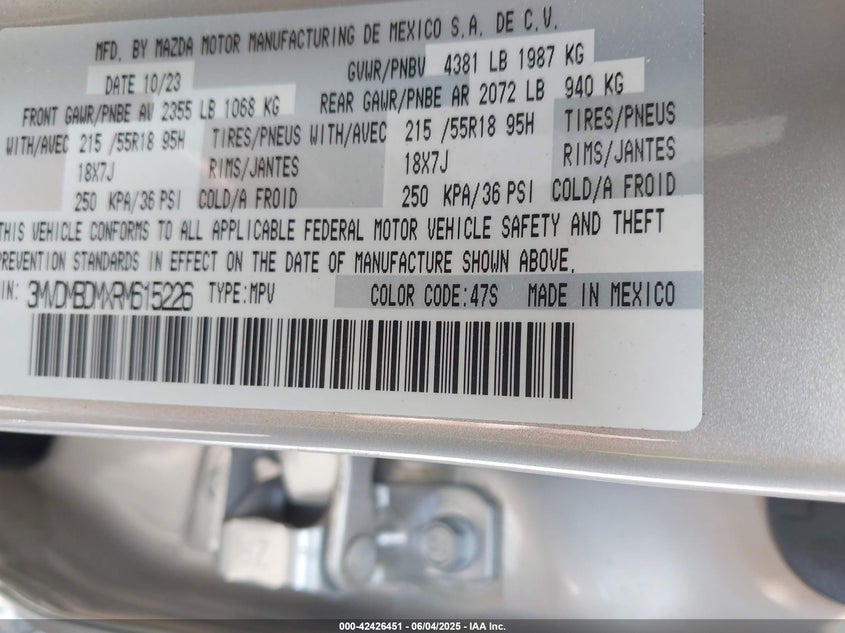 MFD. BY MAZDA MOTOR MANUFACTURING DE MEXICO S.A. DE C.V.
DATE 10/23 GVWR/PNBV 4381 LB 1987 KG
FRONT GAWR/PNBE AV 2355 LB 1068 KG REAR GAWR/PNBE AR 2072 LB 940 KG
WITH/AVEC 215 /55R18 95H TIRES/PNEUS WITH/AVEC 215 /55R18 95H TIRES/PNEUS
18X7J RIMS/JANTES 18X7J RIMS/JANTES
250 KPA/36 PSI COLD/A FROID 250 KPA/36 PSI COLD/A FROID
THIS VEHICLE CONFORMS TO ALL APPLICABLE FEDERAL MOTOR VEHICLE SAFETY AND THEFT
PREVENTION STANDARDS IN EFFECT ON THE DATE OF MANUFACTURE SHOWN ABOVE.
IN: 3MVDMBDMXRM615226 TYPE:MPV COLOR CODE:47S MADE IN MEXICO
000-42426451 - 06/04/2025 - IAA Inc.